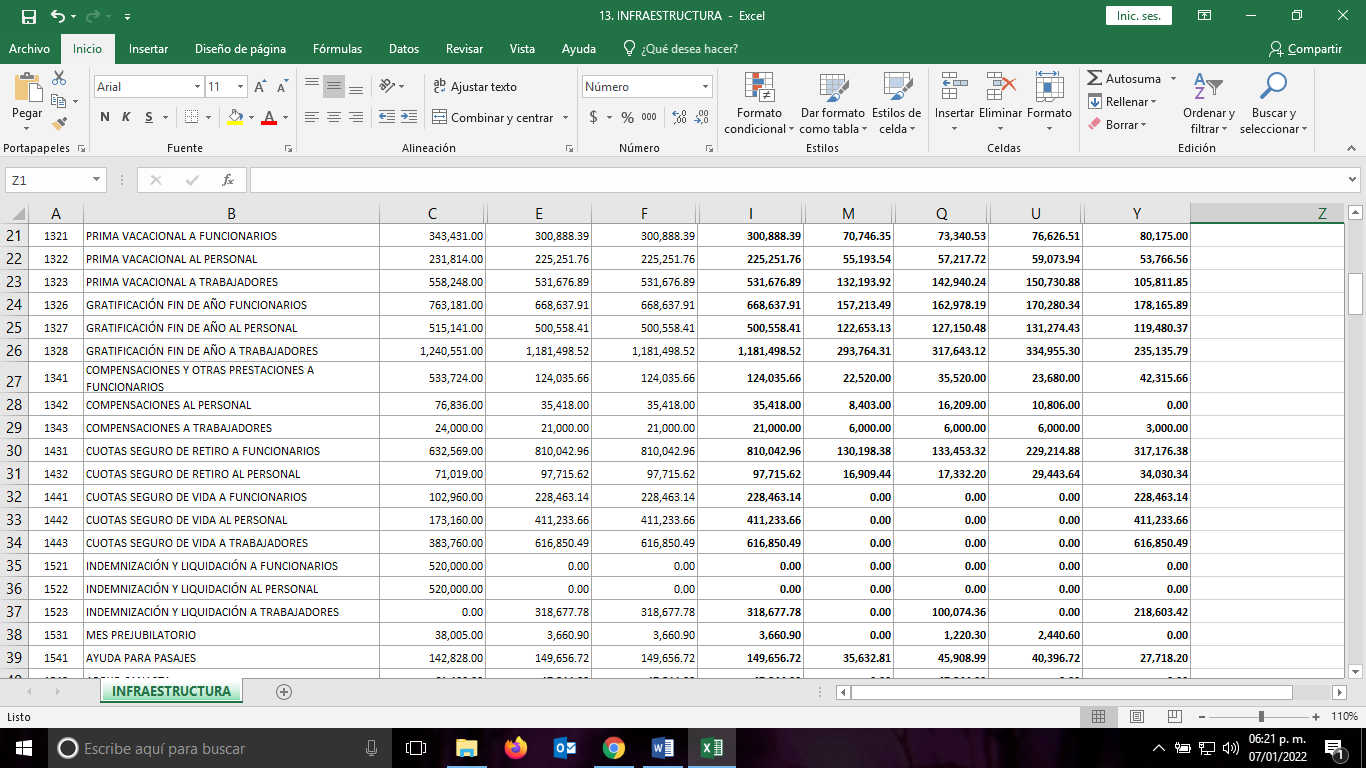 13. INFRAESTRUCTURA - Excel
Inic. ses.
Archivo Inicio Insertar Diseño de página Fórmulas Datos Revisar Vista Ayuda ¿Qué desea hacer? Compartir
Pegar
Arial 11
N K S
Ajustar texto
Combinar y centrar
Número
$ % 000
Formato condicional
Dar formato como tabla
Estilos de celda
Insertar Eliminar Formato
Autosuma
Rellenar
Borrar
Ordenar y filtrar
Buscar y seleccionar
Portapapeles Fuente Alineación Número Estilos Celdas Edición
Z1 fx
A B C E F I M Q U Y Z
21 1321 PRIMA VACACIONAL A FUNCIONARIOS 343,431.00 300,888.39 300,888.39 300,888.39 70,746.35 73,340.53 76,626.51 80,175.00
22 1322 PRIMA VACACIONAL AL PERSONAL 231,814.00 225,251.76 225,251.76 225,251.76 55,193.54 57,217.72 59,073.94 53,766.56
23 1323 PRIMA VACACIONAL A TRABAJADORES 558,248.00 531,676.89 531,676.89 531,676.89 132,193.92 142,940.24 150,730.88 105,811.85
24 1326 GRATIFICACIÓN FIN DE AÑO FUNCIONARIOS 763,181.00 668,637.91 668,637.91 668,637.91 157,213.49 162,978.19 170,280.34 178,165.89
25 1327 GRATIFICACIÓN FIN DE AÑO AL PERSONAL 515,141.00 500,558.41 500,558.41 500,558.41 122,653.13 127,150.48 131,274.43 119,480.37
26 1328 GRATIFICACIÓN FIN DE AÑO A TRABAJADORES 1,240,551.00 1,181,498.52 1,181,498.52 1,181,498.52 293,764.31 317,643.12 334,955.30 235,135.79
27 1341 COMPENSACIONES Y OTRAS PRESTACIONES A
FUNCIONARIOS 533,724.00 124,035.66 124,035.66 124,035.66 22,520.00 35,520.00 23,680.00 42,315.66
28 1342 COMPENSACIONES AL PERSONAL 76,836.00 35,418.00 35,418.00 35,418.00 8,403.00 16,209.00 10,806.00 0.00
29 1343 COMPENSACIONES A TRABAJADORES 24,000.00 21,000.00 21,000.00 21,000.00 6,000.00 6,000.00 6,000.00 3,000.00
30 1431 CUOTAS SEGURO DE RETIRO A FUNCIONARIOS 632,569.00 810,042.96 810,042.96 810,042.96 130,198.38 133,453.32 229,214.88 317,176.38
31 1432 CUOTAS SEGURO DE RETIRO AL PERSONAL 71,019.00 97,715.62 97,715.62 97,715.62 16,909.44 17,332.20 29,443.64 34,030.34
32 1441 CUOTAS SEGURO DE VIDA A FUNCIONARIOS 102,960.00 228,463.14 228,463.14 228,463.14 0.00 0.00 0.00 228,463.14
33 1442 CUOTAS SEGURO DE VIDA AL PERSONAL 173,160.00 411,233.66 411,233.66 411,233.66 0.00 0.00 0.00 411,233.66
34 1443 CUOTAS SEGURO DE VIDA A TRABAJADORES 383,760.00 616,850.49 616,850.49 616,850.49 0.00 0.00 0.00 616,850.49
35 1521 INDEMNIZACIÓN Y LIQUIDACIÓN A FUNCIONARIOS 520,000.00 0.00 0.00 0.00 0.00 0.00 0.00 0.00
36 1522 INDEMNIZACIÓN Y LIQUIDACIÓN AL PERSONAL 520,000.00 0.00 0.00 0.00 0.00 0.00 0.00 0.00
37 1523 INDEMNIZACIÓN Y LIQUIDACIÓN A TRABAJADORES 0.00 318,677.78 318,677.78 318,677.78 0.00 100,074.36 0.00 218,603.42
38 1531 MES PREJUBILATORIO 38,005.00 3,660.90 3,660.90 3,660.90 0.00 1,220.30 2,440.60 0.00
39 1541 AYUDA PARA PASAJES 142,828.00 149,656.72 149,656.72 149,656.72 35,632.81 45,908.99 40,396.72 27,718.20
INFRAESTRUCTURA
Listo 110%
Escribe aquí para buscar
06:21 p. m.
07/01/2022
1